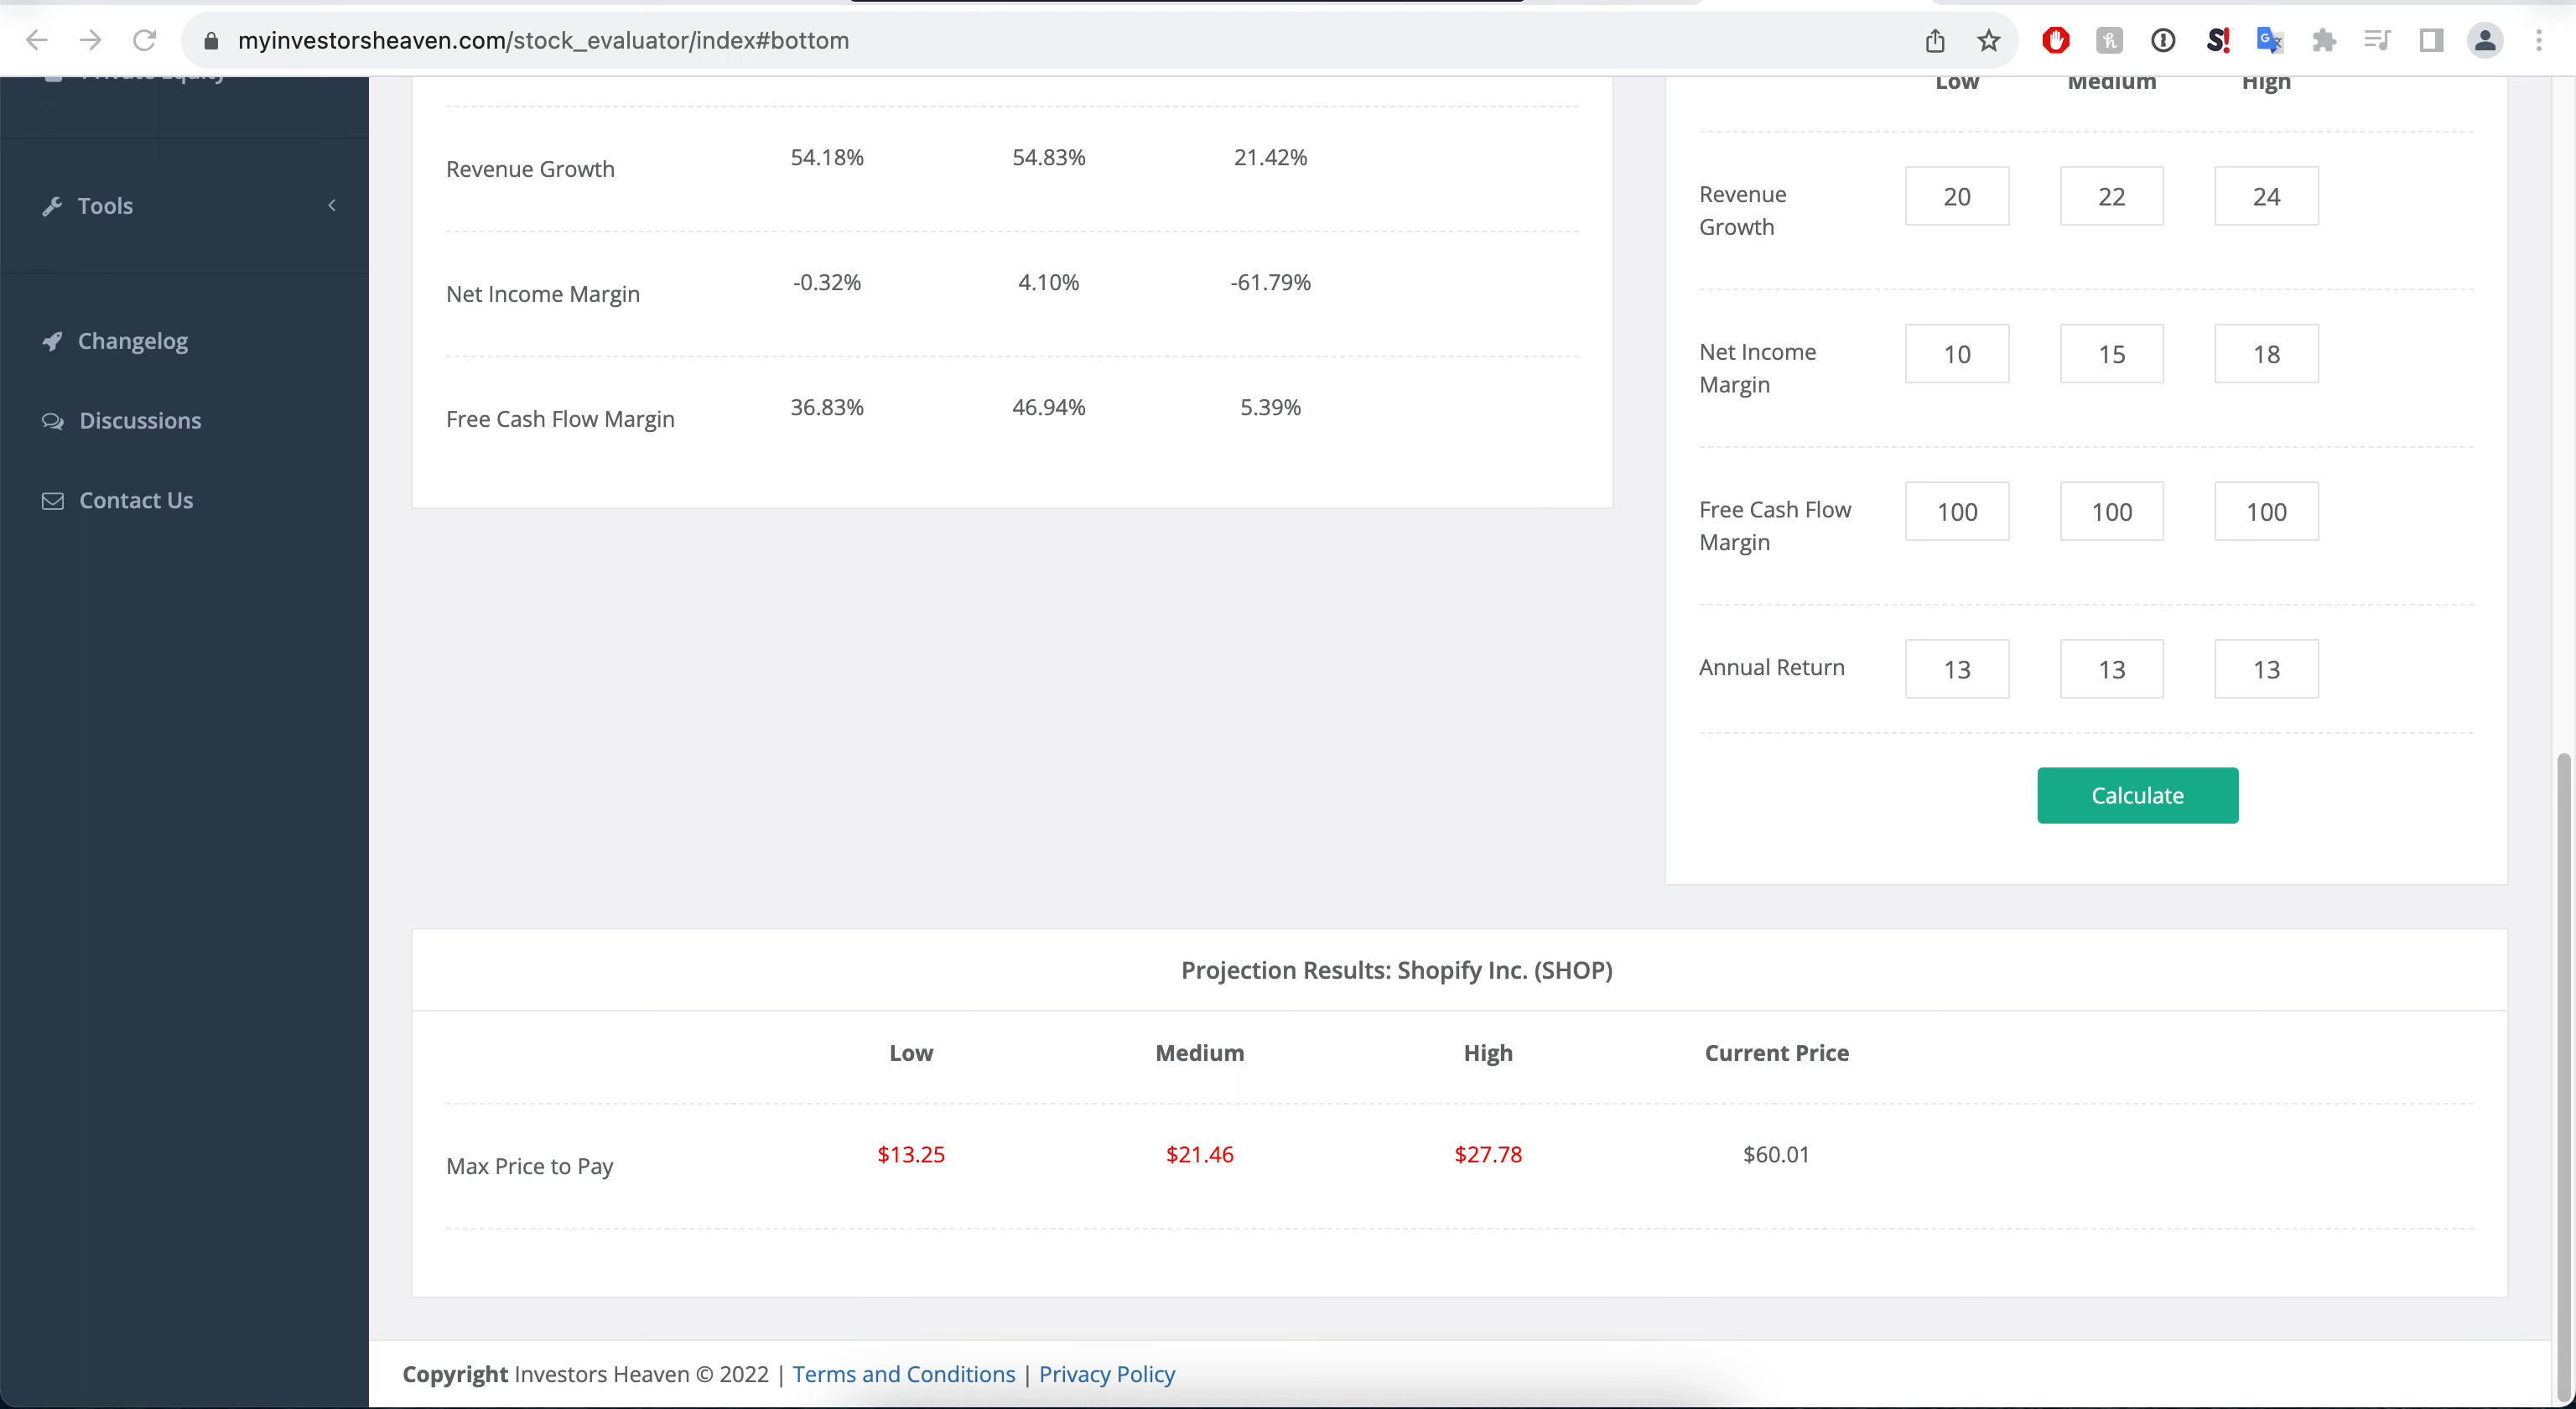 myinvestorsheaven.com/stock_evaluator/index#bottom
Private Equity
Tools
Changelog
Discussions
Contact Us
Revenue Growth 54.18% 54.83% 21.42%
Net Income Margin -0.32% 4.10% -61.79%
Free Cash Flow Margin 36.83% 46.94% 5.39%
Low Medium High
Revenue
Growth
20 22 24
Net Income
Margin
10 15 18
Free Cash Flow
Margin
100 100 100
Annual Return 13 13 13
Calculate
Projection Results: Shopify Inc. (SHOP)
Low Medium High Current Price
Max Price to Pay $13.25 $21.46 $27.78 $60.01
Copyright Investors Heaven © 2022 | Terms and Conditions | Privacy Policy